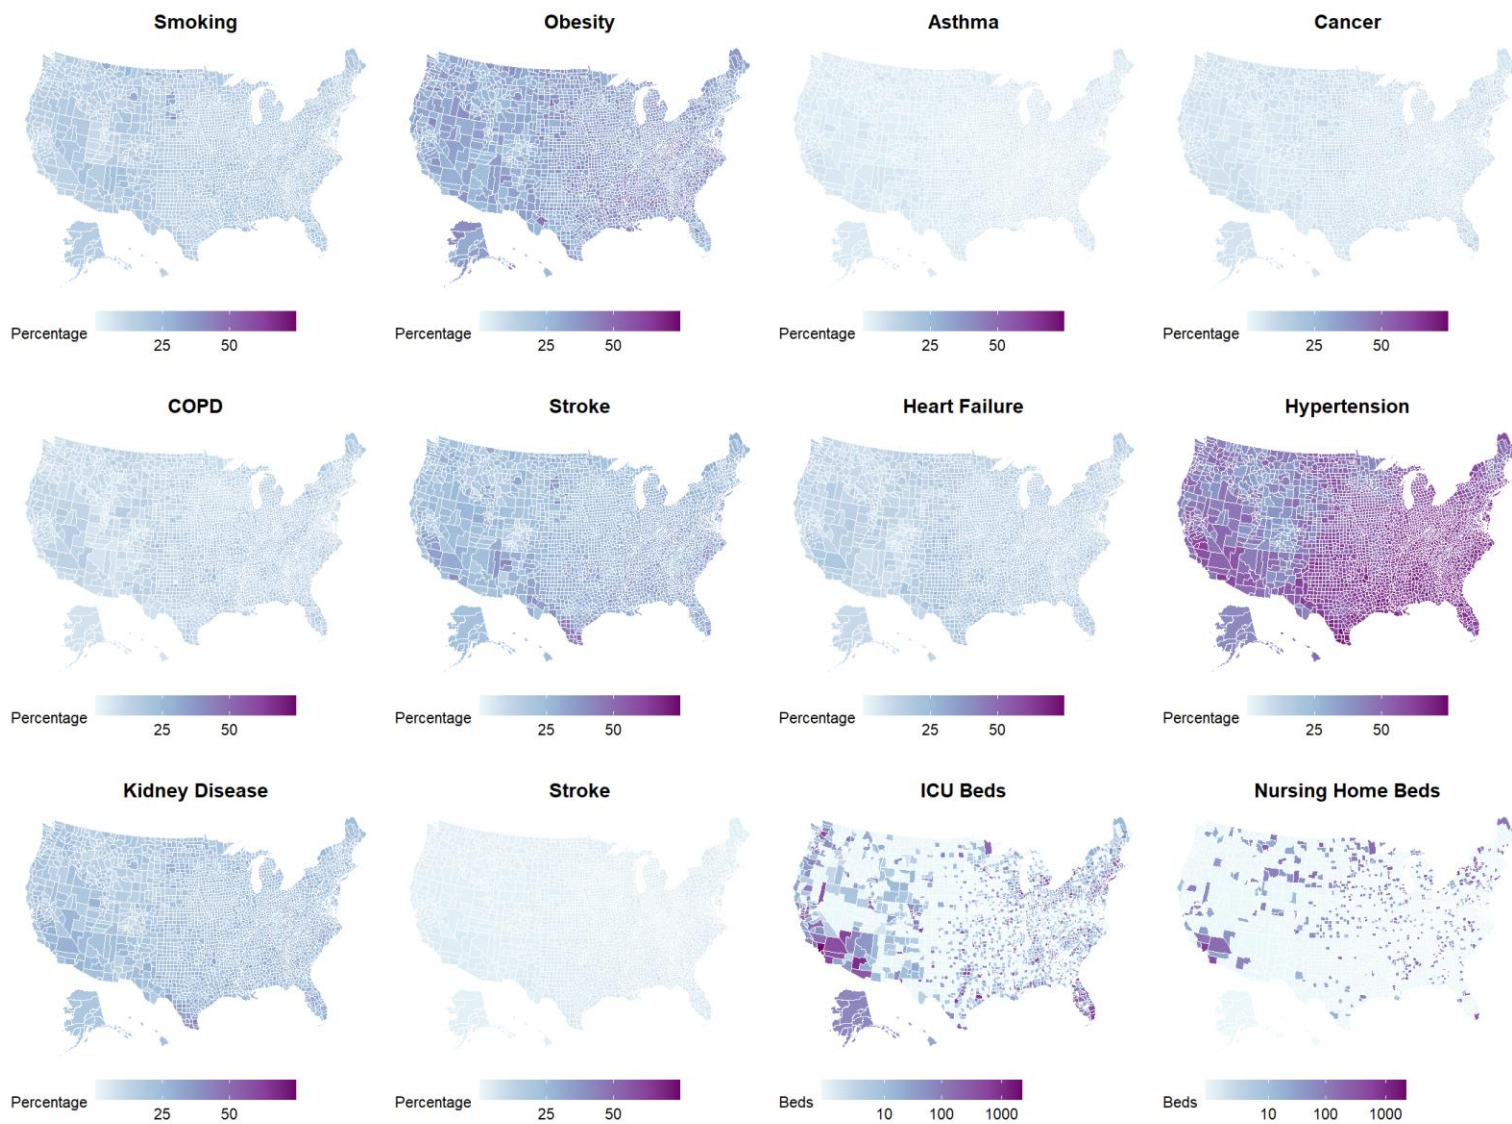 Smoking Obesity Asthma Cancer
Percentage 25 50 Percentage 25 50 Percentage 25 50 Percentage 25 50
COPD Stroke Heart Failure Hypertension
Percentage 25 50 Percentage 25 50 Percentage 25 50 Percentage 25 50
Kidney Disease Stroke ICU Beds Nursing Home Beds
Percentage 25 50 Percentage 25 50 Beds 10 100 1000 Beds 10 100 1000